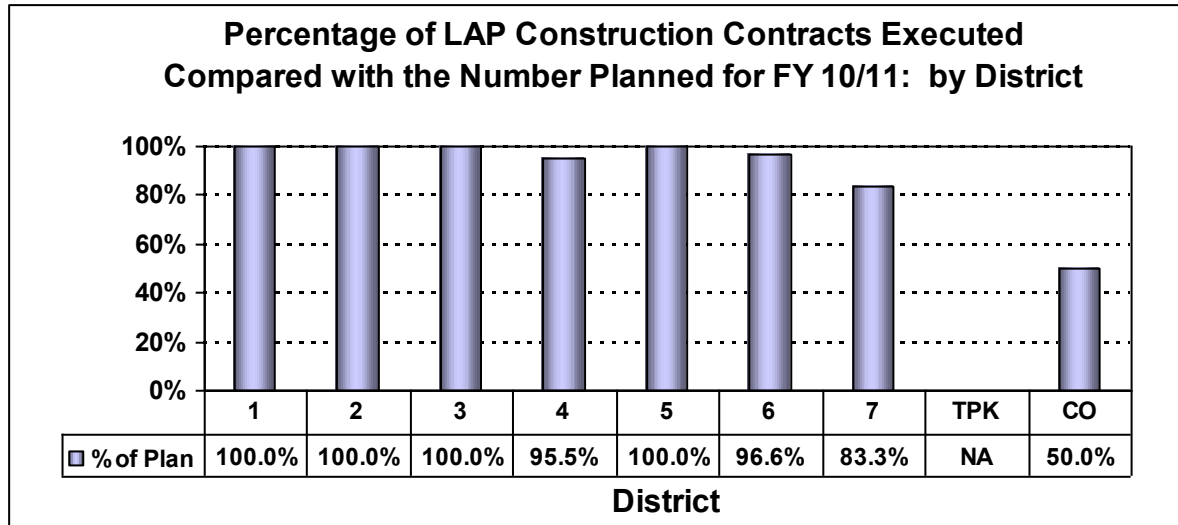 Percentage of LAP Construction Contracts Executed
Compared with the Number Planned for FY 10/11:  by District
100%
80%
60%
40%
20%
0%
1 2 3 4 5 6 7 TPK CO
% of Plan 100.0% 100.0% 100.0% 95.5% 100.0% 96.6% 83.3% NA 50.0%
District